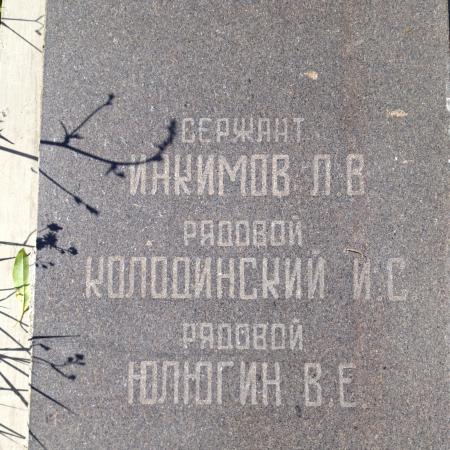 СЕРЖАНТ
ИНКИМОВ Л.В
РЯДОВОЙ
КОЛОДИНСКИЙ И.С
РЯДОВОЙ
ЮЛЮГИН В.Е